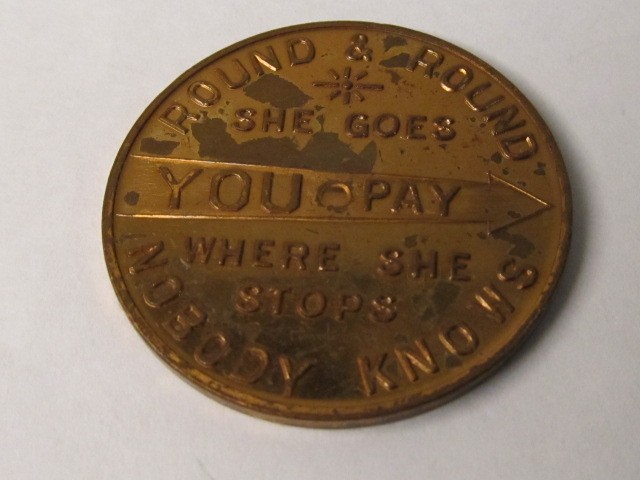 ROUND & ROUND
SHE GOES
YOU PAY
WHERE SHE
STOPS
NOBODY KNOWS